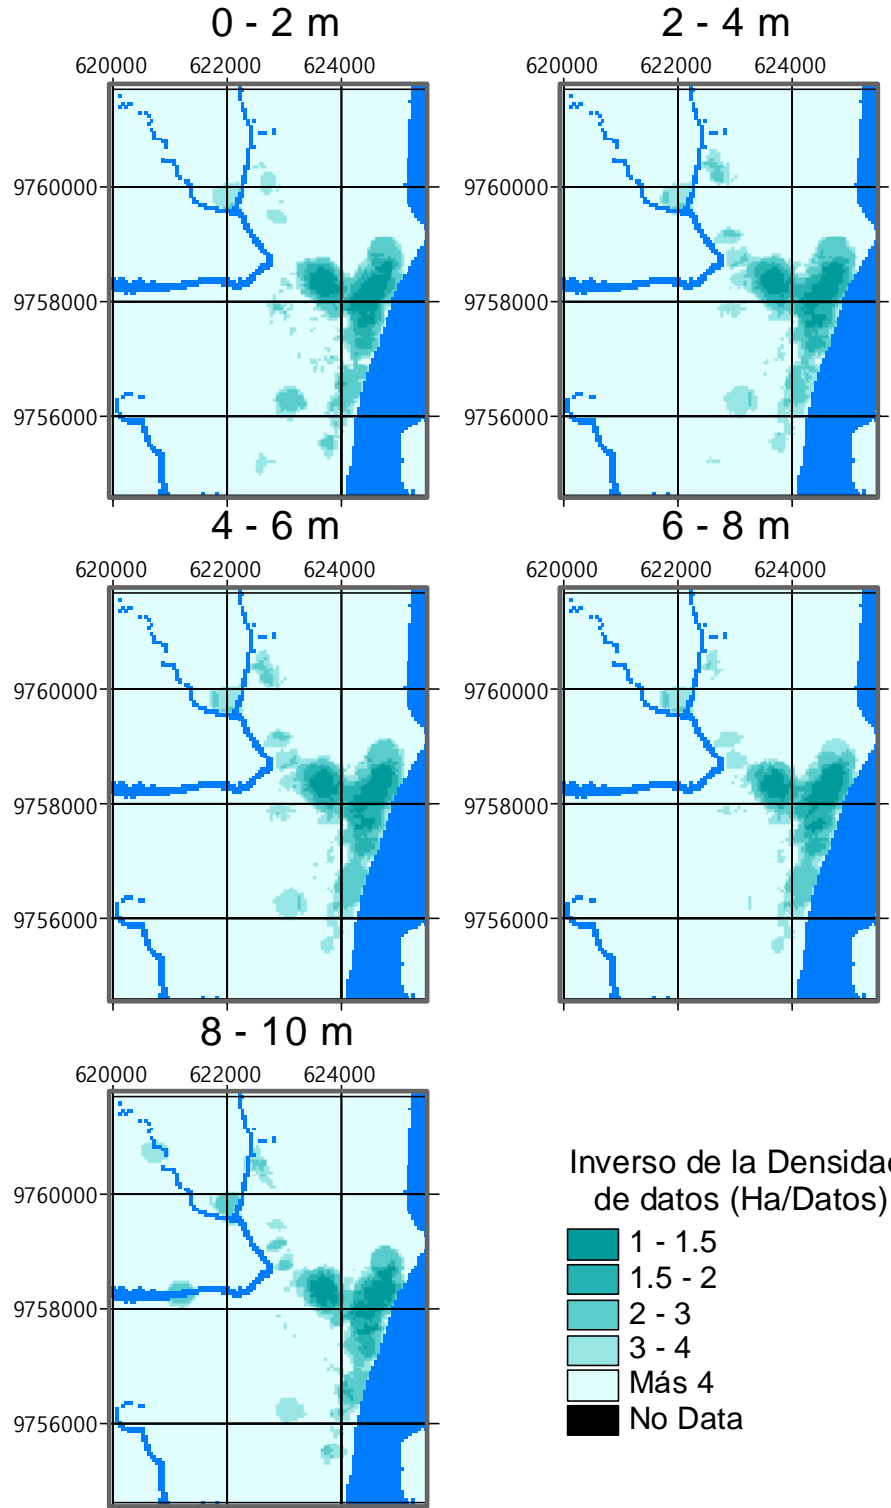 0 - 2 m
2 - 4 m
620000 622000 624000
620000 622000 624000
9760000
9760000
9758000
9758000
9756000
9756000
4 - 6 m
6 - 8 m
620000 622000 624000
620000 622000 624000
9760000
9760000
9758000
9758000
9756000
9756000
8 - 10 m
620000 622000 624000
9760000
9758000
9756000
Inverso de la Densidad
de datos (Ha/Datos)
1 - 1.5
1.5 - 2
2 - 3
3 - 4
Más 4
No Data